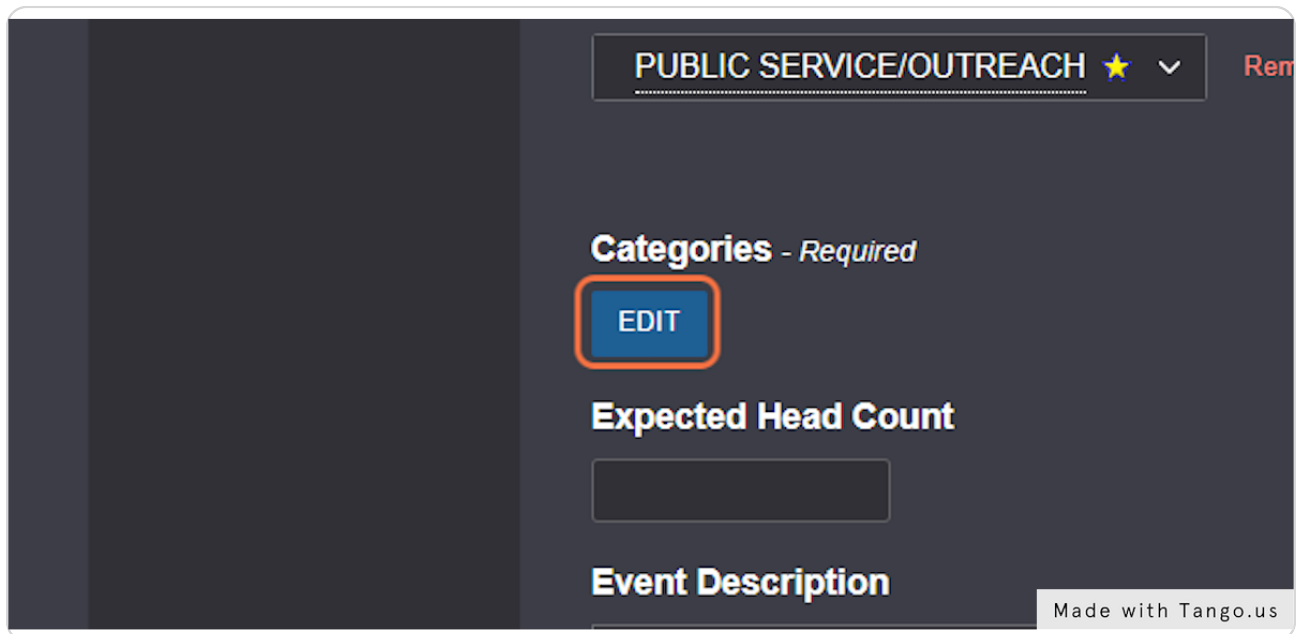 PUBLIC SERVICE/OUTREACH
Categories - Required
EDIT
Expected Head Count
Event Description
Made with Tango.us